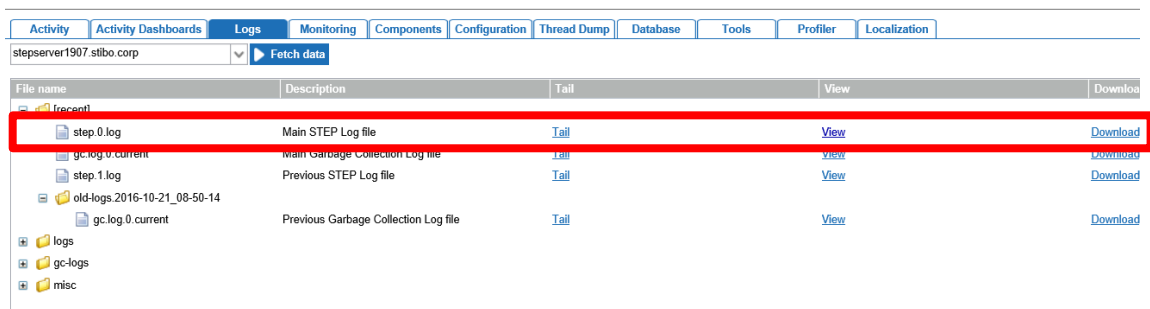 Activity Activity Dashboards Logs Monitoring Components Configuration Thread Dump Database Tools Profiler Localization
stepserver1907.stibo.corp Fetch data
File name Description Tail View Downloa
[recent]
step.0.log Main STEP Log file Tail View Download
gc.log.0.current Main Garbage Collection Log file Tail View Download
step.1.log Previous STEP Log file Tail View Download
old-logs.2016-10-21_08-50-14
gc.log.0.current Previous Garbage Collection Log file Tail View Download
logs
gc-logs
misc